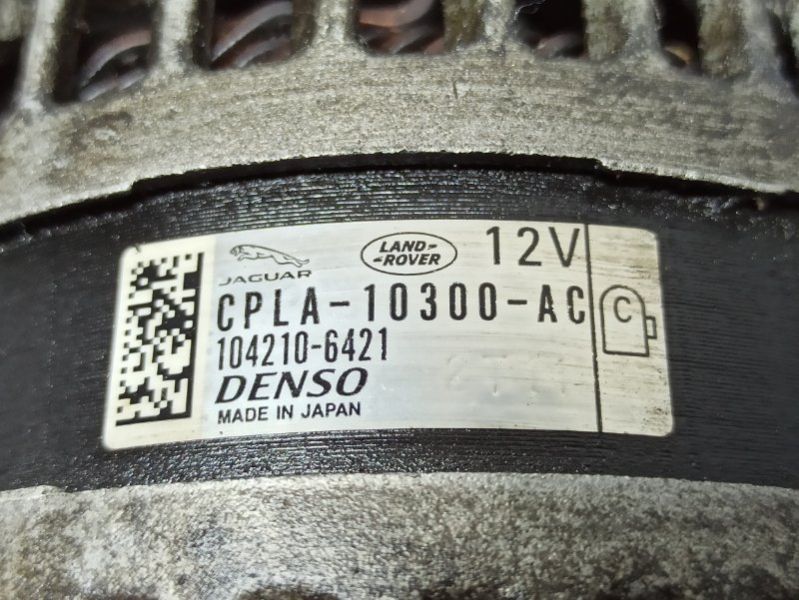 JAGUAR
LAND-
-ROVER
12V
CPLA-10300-AC
C
104210-6421
DENSO
MADE IN JAPAN